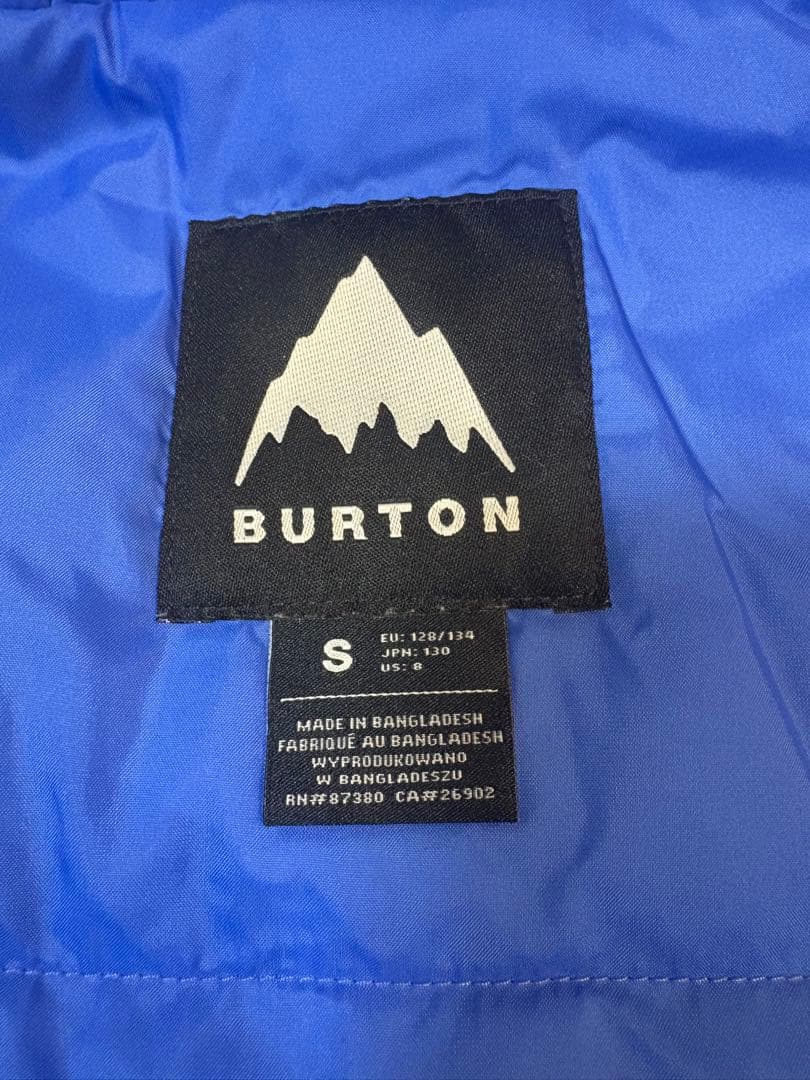 BURTON
S
EU: 128/134
JPN: 130
US: 8
MADE IN BANGLADESH
FABRIQUÉ AU BANGLADESH
WYPRODUKOWANO
W BANGLADESZU
RN#87380 CA#26902